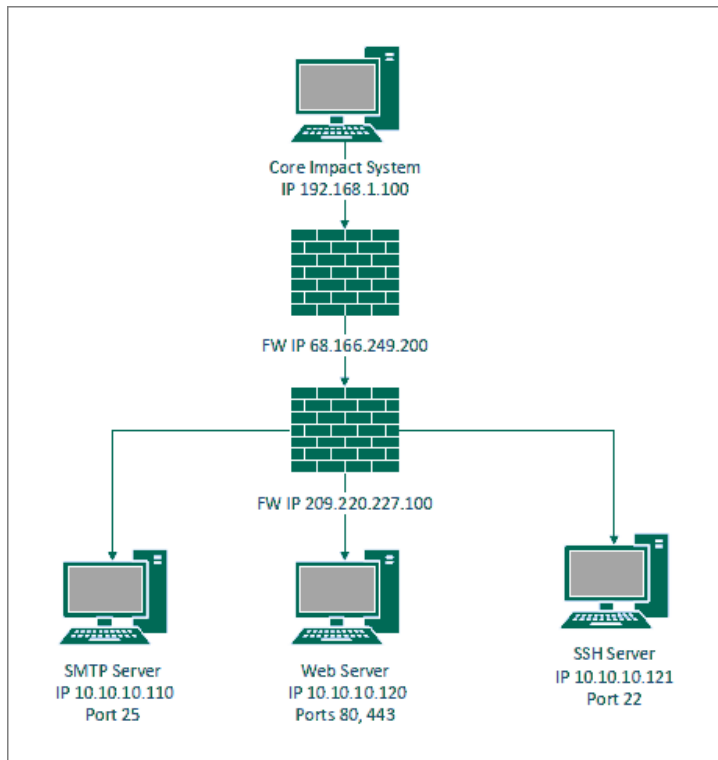 Core Impact System
IP 192.168.1.100
FW IP 68.166.249.200
FW IP 209.220.227.100
SMTP Server
IP 10.10.10.110
Port 25
Web Server
IP 10.10.10.120
Ports 80, 443
SSH Server
IP 10.10.10.121
Port 22